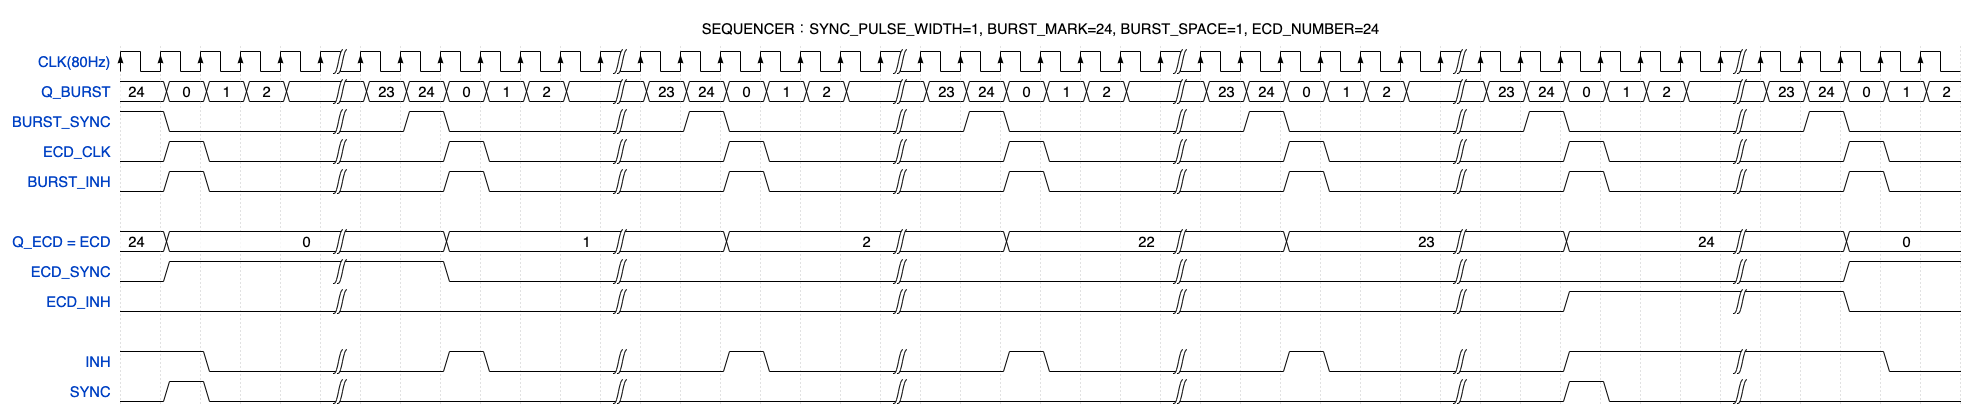 SEQUENCER : SYNC_PULSE_WIDTH=1, BURST_MARK=24, BURST_SPACE=1, ECD_NUMBER=24
CLK(80Hz)
Q_BURST 24 0 1 2 23 24 0 1 2 23 24 0 1 2 23 24 0 1 2 23 24 0 1 2 23 24 0 1 2 23 24 0 1 2
BURST_SYNC
ECD_CLK
BURST_INH
Q_ECD = ECD 24 0 1 2 22 23 24 0
ECD_SYNC
ECD_INH
INH
SYNC